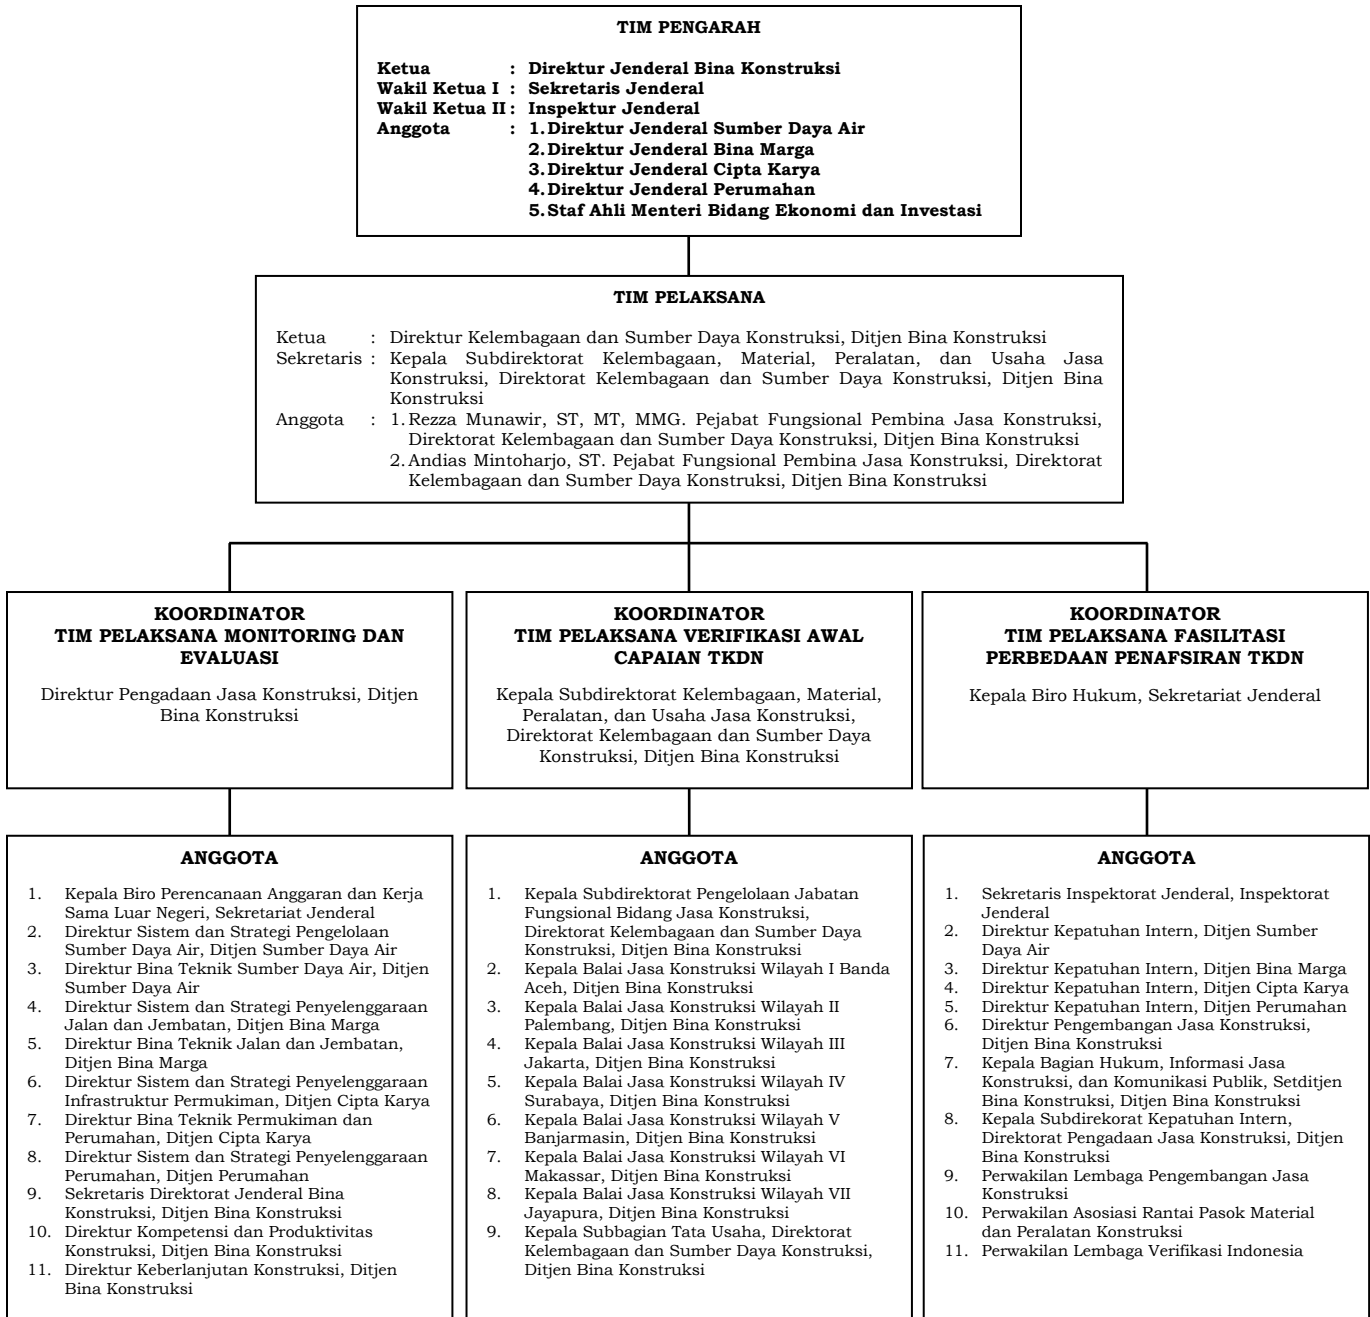 TIM PENGARAH
Ketua : Direktur Jenderal Bina Konstruksi
Wakil Ketua I : Sekretaris Jenderal
Wakil Ketua II : Inspektur Jenderal
Anggota : 1. Direktur Jenderal Sumber Daya Air
2. Direktur Jenderal Bina Marga
3. Direktur Jenderal Cipta Karya
4. Direktur Jenderal Perumahan
5. Staf Ahli Menteri Bidang Ekonomi dan Investasi
TIM PELAKSANA
Ketua : Direktur Kelembagaan dan Sumber Daya Konstruksi, Ditjen Bina Konstruksi
Sekretaris : Kepala Subdirektorat Kelembagaan, Material, Peralatan, dan Usaha Jasa
Konstruksi, Direktorat Kelembagaan dan Sumber Daya Konstruksi, Ditjen Bina
Konstruksi
Anggota : 1. Rezza Munawir, ST, MT, MMG. Pejabat Fungsional Pembina Jasa Konstruksi,
Direktorat Kelembagaan dan Sumber Daya Konstruksi, Ditjen Bina Konstruksi
2. Andias Mintoharjo, ST. Pejabat Fungsional Pembina Jasa Konstruksi, Direktorat
Kelembagaan dan Sumber Daya Konstruksi, Ditjen Bina Konstruksi
KOORDINATOR
TIM PELAKSANA MONITORING DAN
EVALUASI
Direktur Pengadaan Jasa Konstruksi, Ditjen
Bina Konstruksi
KOORDINATOR
TIM PELAKSANA VERIFIKASI AWAL
CAPAIAN TKDN
Kepala Subdirektorat Kelembagaan, Material,
Peralatan, dan Usaha Jasa Konstruksi,
Direktorat Kelembagaan dan Sumber Daya
Konstruksi, Ditjen Bina Konstruksi
KOORDINATOR
TIM PELAKSANA FASILITASI
PERBEDAAN PENAFSIRAN TKDN
Kepala Biro Hukum, Sekretariat Jenderal
ANGGOTA
1. Kepala Biro Perencanaan Anggaran dan Kerja
Sama Luar Negeri, Sekretariat Jenderal
2. Direktur Sistem dan Strategi Pengelolaan
Sumber Daya Air, Ditjen Sumber Daya Air
3. Direktur Bina Teknik Sumber Daya Air, Ditjen
Sumber Daya Air
4. Direktur Sistem dan Strategi Penyelenggaraan
Jalan dan Jembatan, Ditjen Bina Marga
5. Direktur Bina Teknik Jalan dan Jembatan,
Ditjen Bina Marga
6. Direktur Sistem dan Strategi Penyelenggaraan
Infrastruktur Permukiman, Ditjen Cipta Karya
7. Direktur Bina Teknik Permukiman dan
Perumahan, Ditjen Cipta Karya
8. Direktur Sistem dan Strategi Penyelenggaraan
Perumahan, Ditjen Perumahan
9. Sekretaris Direktorat Jenderal Bina
Konstruksi, Ditjen Bina Konstruksi
10. Direktur Kompetensi dan Produktivitas
Konstruksi, Ditjen Bina Konstruksi
11. Direktur Keberlanjutan Konstruksi, Ditjen
Bina Konstruksi
ANGGOTA
1. Kepala Subdirektorat Pengelolaan Jabatan
Fungsional Bidang Jasa Konstruksi,
Direktorat Kelembagaan dan Sumber Daya
Konstruksi, Ditjen Bina Konstruksi
2. Kepala Balai Jasa Konstruksi Wilayah I Banda
Aceh, Ditjen Bina Konstruksi
3. Kepala Balai Jasa Konstruksi Wilayah II
Palembang, Ditjen Bina Konstruksi
4. Kepala Balai Jasa Konstruksi Wilayah III
Jakarta, Ditjen Bina Konstruksi
5. Kepala Balai Jasa Konstruksi Wilayah IV
Surabaya, Ditjen Bina Konstruksi
6. Kepala Balai Jasa Konstruksi Wilayah V
Banjarmasin, Ditjen Bina Konstruksi
7. Kepala Balai Jasa Konstruksi Wilayah VI
Makassar, Ditjen Bina Konstruksi
8. Kepala Balai Jasa Konstruksi Wilayah VII
Jayapura, Ditjen Bina Konstruksi
9. Kepala Subbagian Tata Usaha, Direktorat
Kelembagaan dan Sumber Daya Konstruksi,
Ditjen Bina Konstruksi
ANGGOTA
1. Sekretaris Inspektorat Jenderal, Inspektorat
Jenderal
2. Direktur Kepatuhan Intern, Ditjen Sumber
Daya Air
3. Direktur Kepatuhan Intern, Ditjen Bina Marga
4. Direktur Kepatuhan Intern, Ditjen Cipta Karya
5. Direktur Kepatuhan Intern, Ditjen Perumahan
6. Direktur Pengembangan Jasa Konstruksi,
Ditjen Bina Konstruksi
7. Kepala Bagian Hukum, Informasi Jasa
Konstruksi, dan Komunikasi Publik, Setditjen
Bina Konstruksi, Ditjen Bina Konstruksi
8. Kepala Subdirekorat Kepatuhan Intern,
Direktorat Pengadaan Jasa Konstruksi, Ditjen
Bina Konstruksi
9. Perwakilan Lembaga Pengembangan Jasa
Konstruksi
10. Perwakilan Asosiasi Rantai Pasok Material
dan Peralatan Konstruksi
11. Perwakilan Lembaga Verifikasi Indonesia